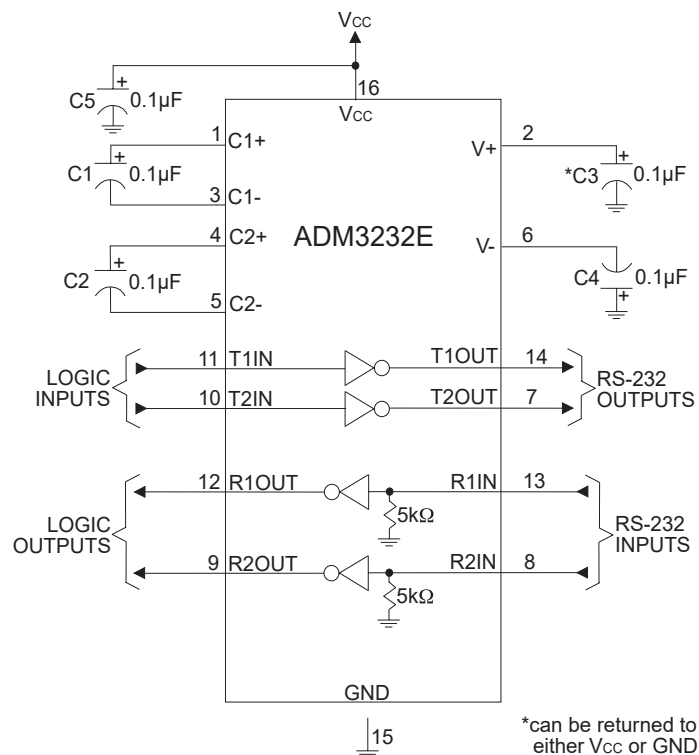 VCC
16
VCC
C5
+
0.1µF
1
C1+
C1
+
0.1µF
3
C1-
4
C2+
C2
+
0.1µF
5
C2-
ADM3232E
V+
2
*C3
+
0.1µF
V-
6
C4
0.1µF
+
LOGIC
INPUTS
11
T1IN
T1OUT
14
10
T2IN
T2OUT
7
RS-232
OUTPUTS
LOGIC
OUTPUTS
12
R1OUT
R1IN
13
5kΩ
9
R2OUT
R2IN
8
5kΩ
RS-232
INPUTS
GND
15
*can be returned to
either VCC or GND